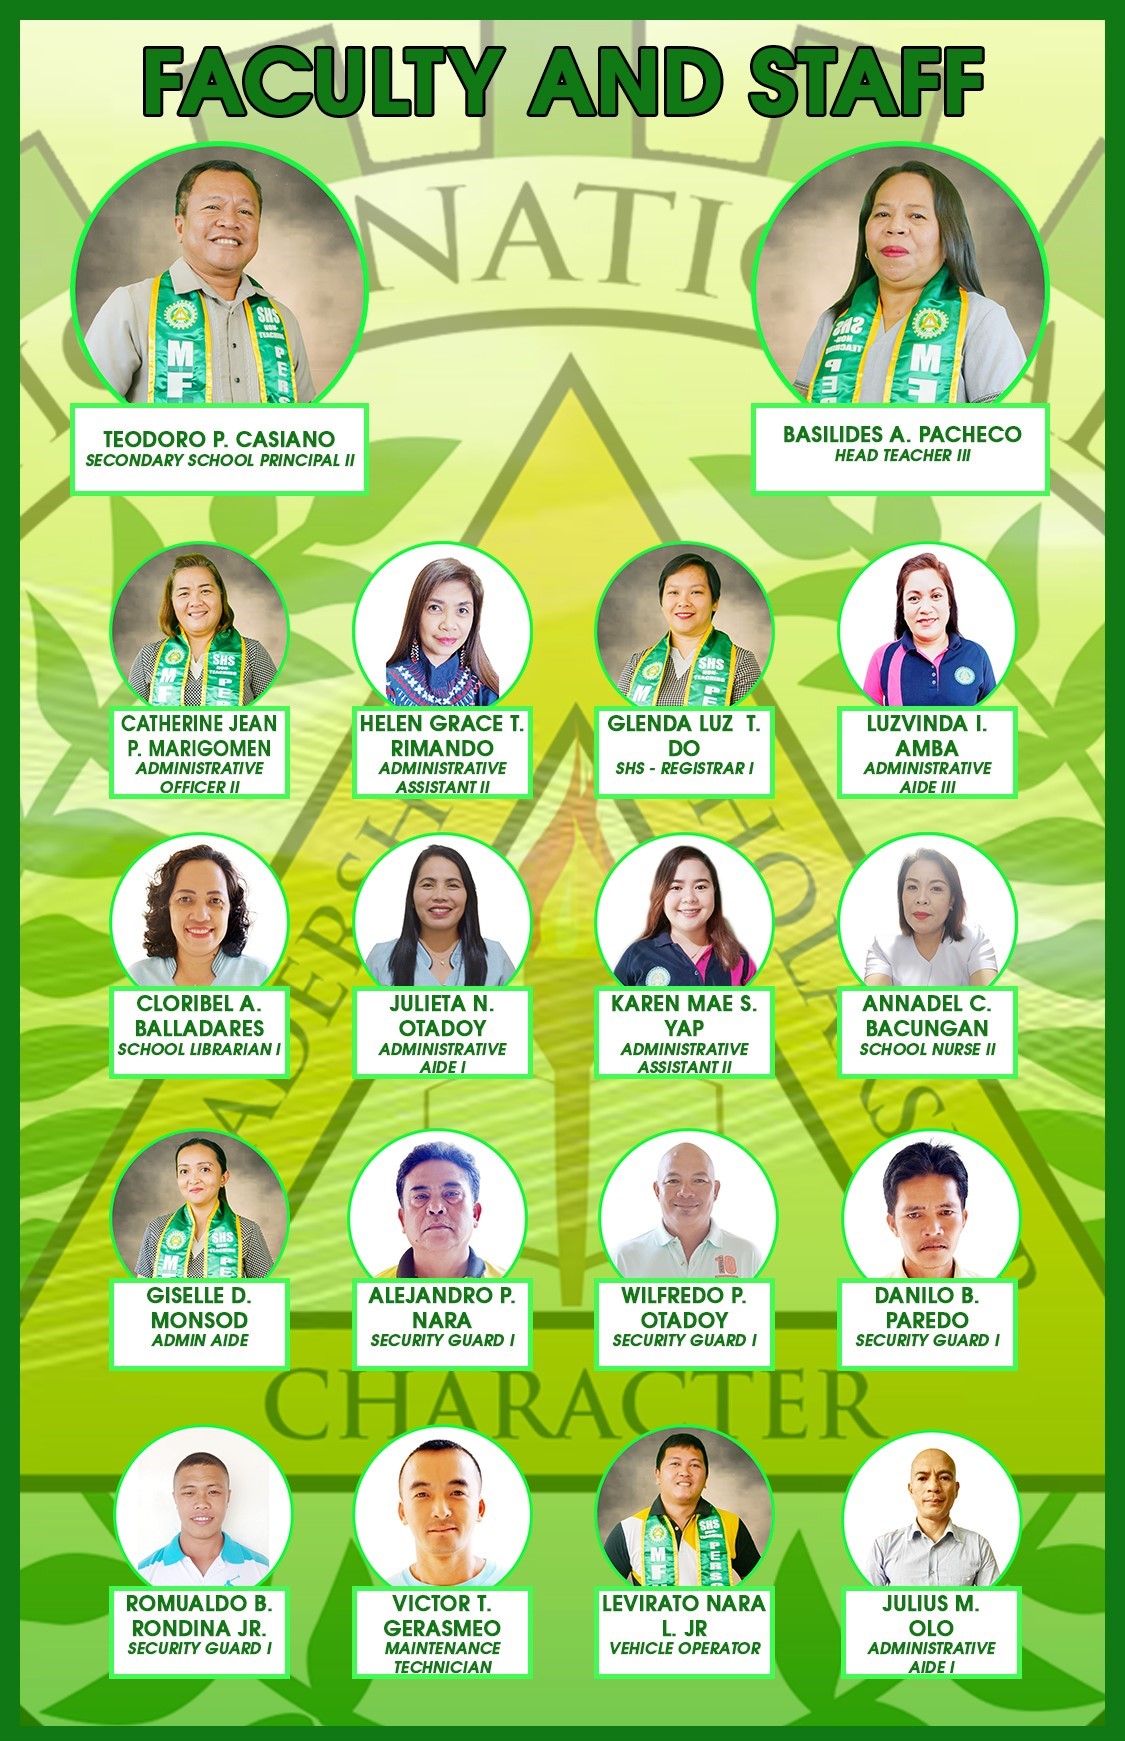 FACULTY AND STAFF
NATI
TEODORO P. CASIANO
SECONDARY SCHOOL PRINCIPAL II
BASILIDES A. PACHECO
HEAD TEACHER III
CATHERINE JEAN
P. MARIGOMEN
ADMINISTRATIVE
OFFICER II
HELEN GRACE T.
RIMANDO
ADMINISTRATIVE
ASSISTANT II
GLENDA LUZ T.
DO
SHS - REGISTRAR I
LUZVINDA I.
AMBA
ADMINISTRATIVE
AIDE III
CLORIBEL A.
BALLADARES
SCHOOL LIBRARIAN I
JULIETA N.
OTADOY
ADMINISTRATIVE
AIDE I
KAREN MAE S.
YAP
ADMINISTRATIVE
ASSISTANT II
ANNADEL C.
BACUNGAN
SCHOOL NURSE II
GISELLE D.
MONSOD
ADMIN AIDE
ALEJANDRO P.
NARA
SECURITY GUARD I
WILFREDO P.
OTADOY
SECURITY GUARD I
DANILO B.
PAREDO
SECURITY GUARD I
CHARACTER
ROMUALDO B.
RONDINA JR.
SECURITY GUARD I
VICTOR T.
GERASMEO
MAINTENANCE
TECHNICIAN
LEVIRATO NARA
L. JR
VEHICLE OPERATOR
JULIUS M.
OLO
ADMINISTRATIVE
AIDE I